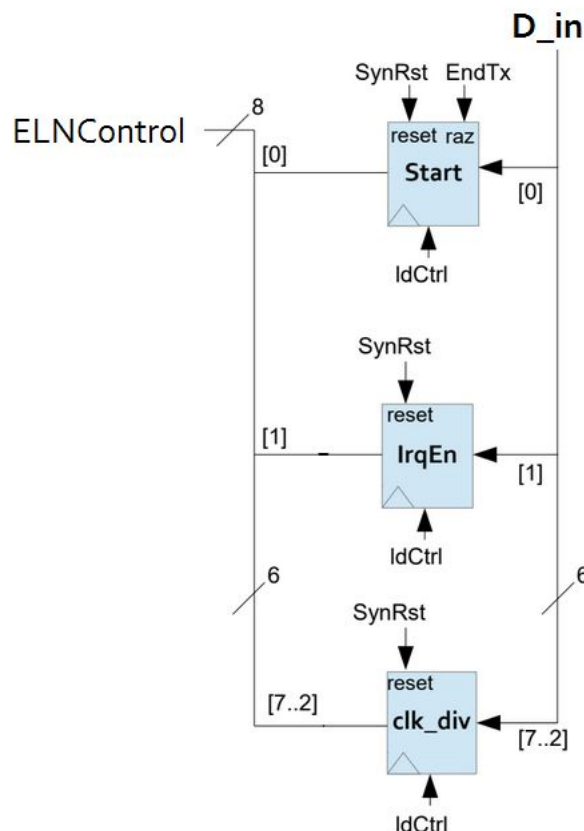 D_in
SynRst EndTx
8
ELNControl
reset raz
[0]
Start
[0]
ldCtrl
SynRst
reset
[1]
IrqEn
[1]
ldCtrl
6
6
SynRst
reset
[7..2]
clk_div
[7..2]
ldCtrl